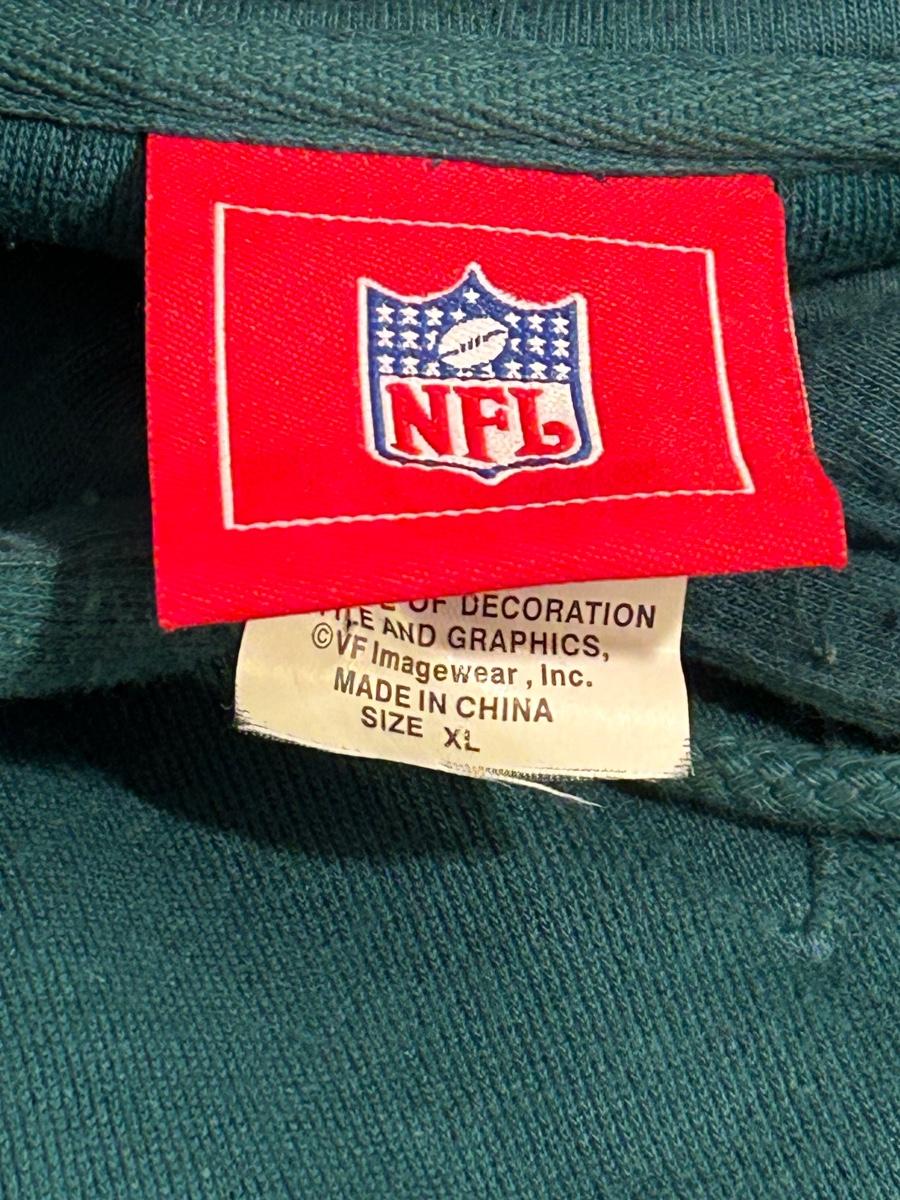 NFL
OF DECORATION
AND GRAPHICS,
©VF Imagewear, Inc.
MADE IN CHINA
SIZE XL